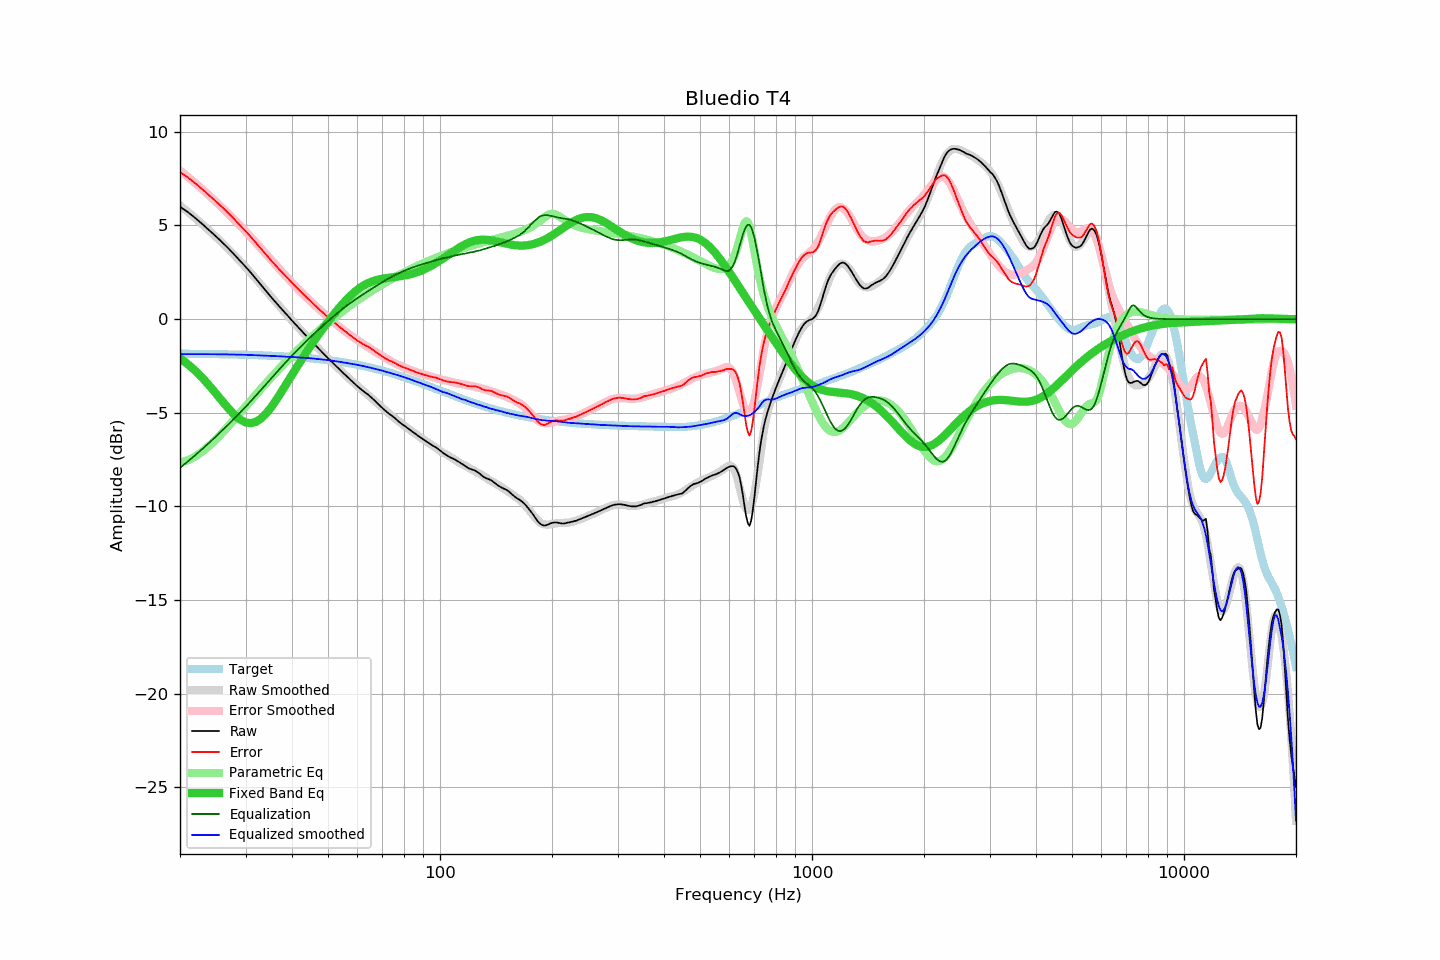 Bluedio T4
10
5
0
−5
−10
−15
−20
−25
Amplitude (dBr)
Target
Raw Smoothed
Error Smoothed
Raw
Error
Parametric Eq
Fixed Band Eq
Equalization
Equalized smoothed
100 1000 10000
Frequency (Hz)